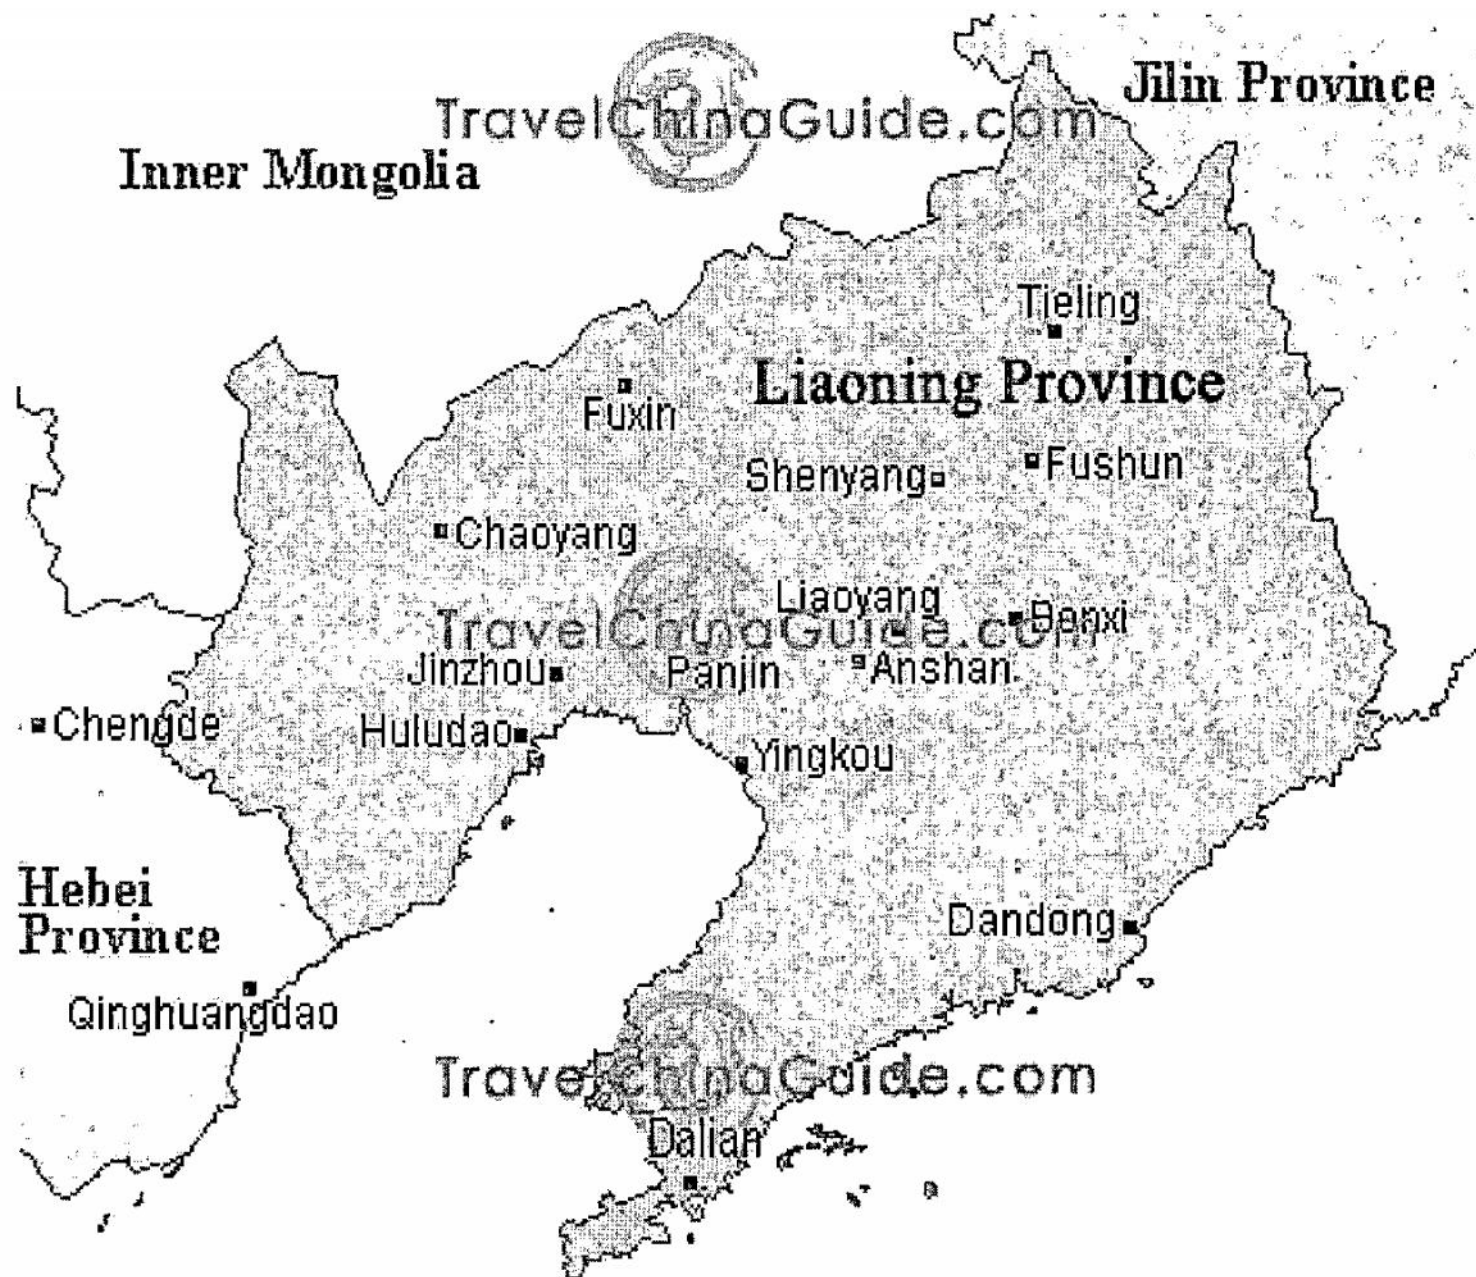 Jilin Province
TravelChinaGuide.com
Inner Mongolia
Tieling
Liaoning Province
Fuxin
Shenyang
Fushun
Chaoyang
Liaoyang
Benxi
TravelChinaGuide.com
Jinzhou
Panjin
Anshan
Chengde
Huludao
Yingkou
Hebei
Province
Dandong
Qinghuangdao
TravelChinaGuide.com
Dalian